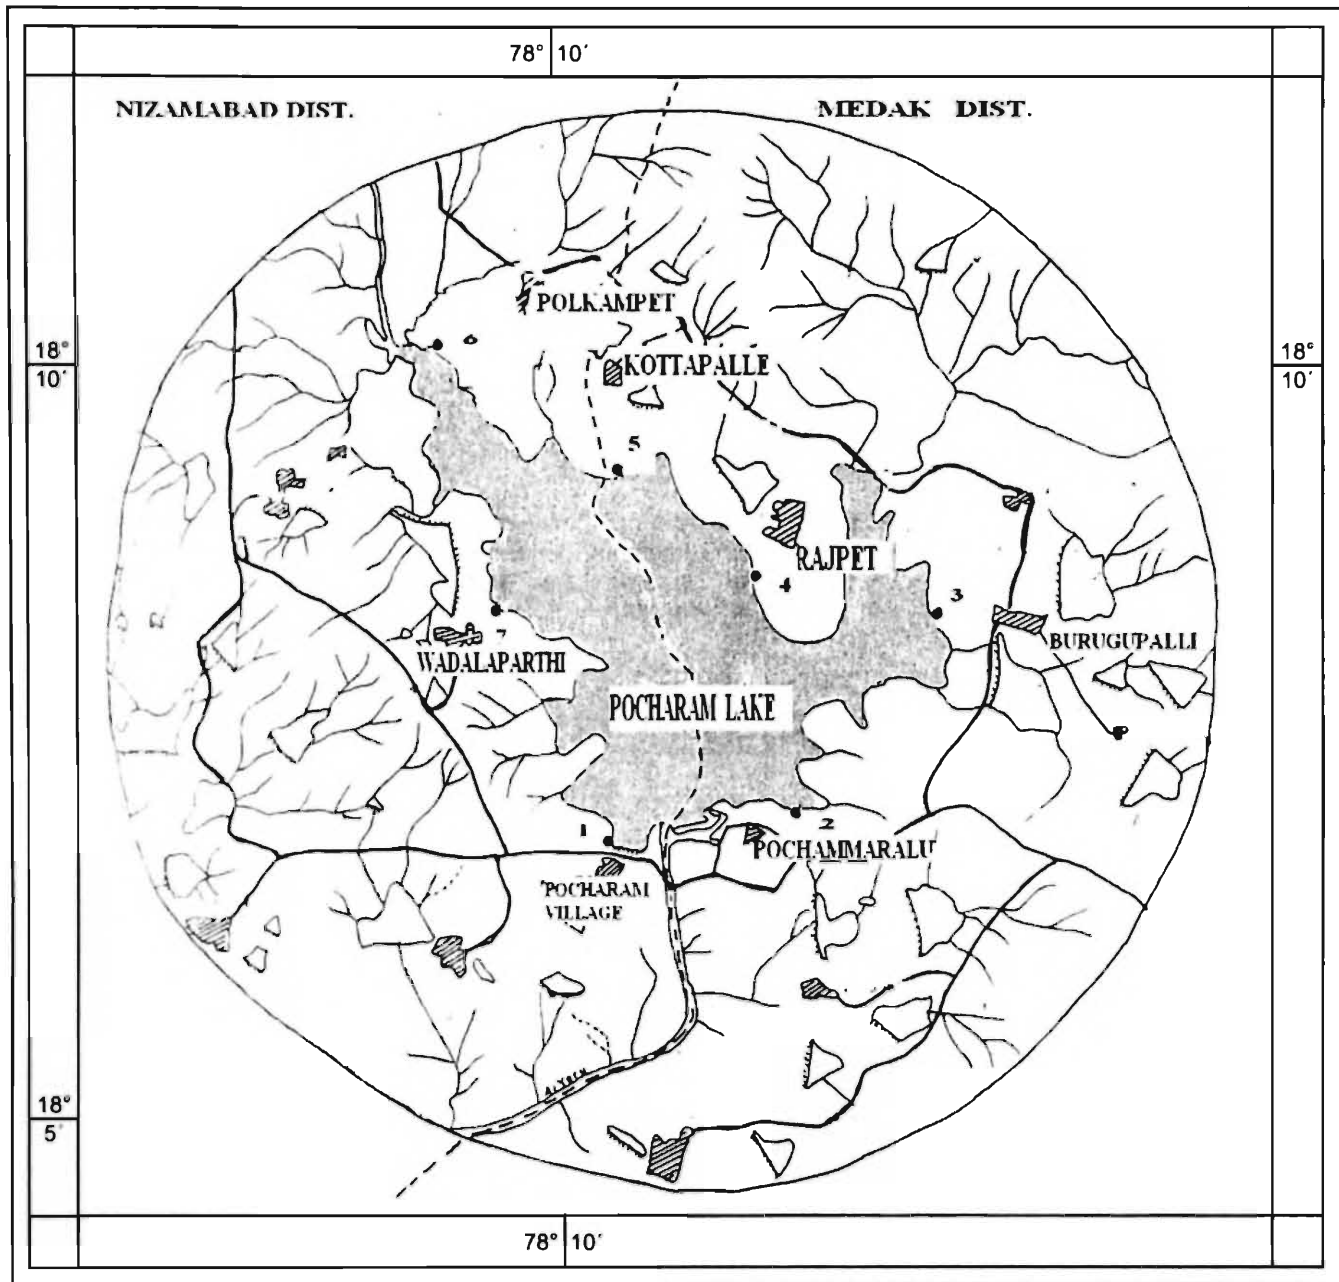 78° 10′
NIZAMABAD DIST.
MEDAK DIST.
POLKAMPET
18°
10′
18°
10′
KOTTAPALLE
5
RAJPET
4
3
7
BURUGUPALLI
WADALAPARTHI
POCHARAM LAKE
1
2
POCHAMMARALU
POCHARAM
VILLAGE
18°
5′
78° 10′